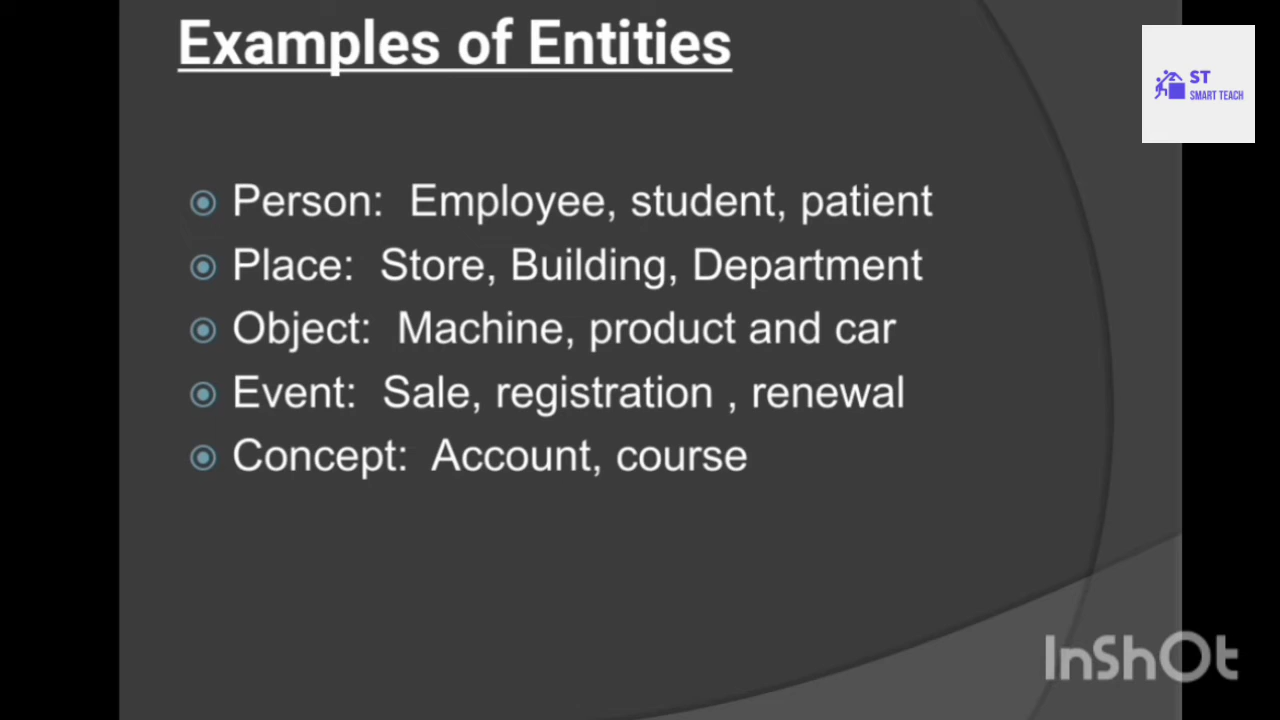 Examples of Entities
ST
SMART TEACH
Person: Employee, student, patient
Place: Store, Building, Department
Object: Machine, product and car
Event: Sale, registration , renewal
Concept: Account, course
InShOt